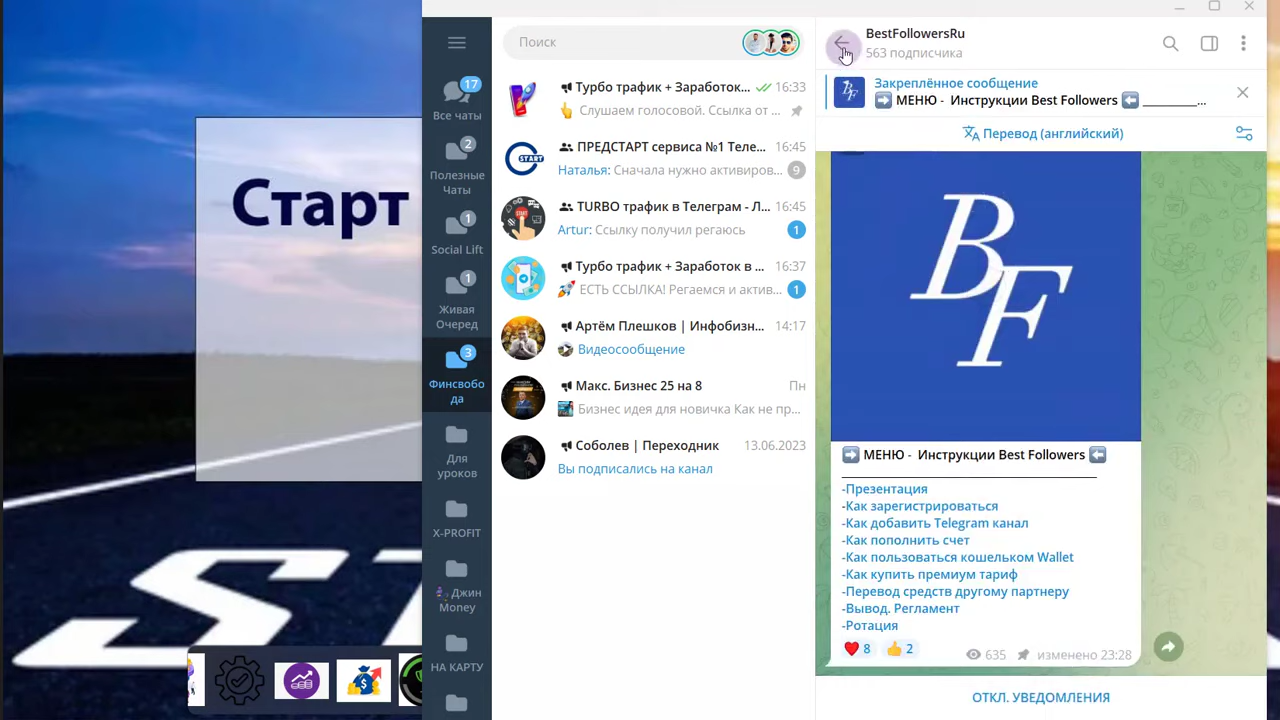 Старт
ST
17
Все чаты
2
Полезные
Чаты
1
Social Lift
1
Живая
Очеред
3
Финсвобо
да
Для
уроков
X-PROFIT
Джин
Money
НА КАРТУ
Поиск
Турбо трафик + Заработок... 16:33
Слушаем голосовой. Ссылка от ...
START
ПРЕДСТАРТ сервиса №1 Теле... 16:45
Наталья: Сначала нужно активиров... 9
TURBO трафик в Телеграм - Л... 16:45
Artur: Ссылку получил регаюсь 1
Турбо трафик + Заработок в ... 16:37
ЕСТЬ ССЫЛКА! Регаемся и актив... 1
Артём Плешков | Инфобизн... 14:17
Видеосообщение
Макс. Бизнес 25 на 8 Пн
Бизнес идея для новичка Как не пр...
Соболев | Переходник 13.06.2023
Вы подписались на канал
BestFollowersRu
563 подписчика
Закреплённое сообщение
BF
МЕНЮ - Инструкции Best Followers __________...
Перевод (английский)
BF
МЕНЮ - Инструкции Best Followers
-Презентация
-Как зарегистрироваться
-Как добавить Telegram канал
-Как пополнить счет
-Как пользоваться кошельком Wallet
-Как купить премиум тариф
-Перевод средств другому партнеру
-Вывод. Регламент
-Ротация
8 2 635 изменено 23:28
ОТКЛ. УВЕДОМЛЕНИЯ